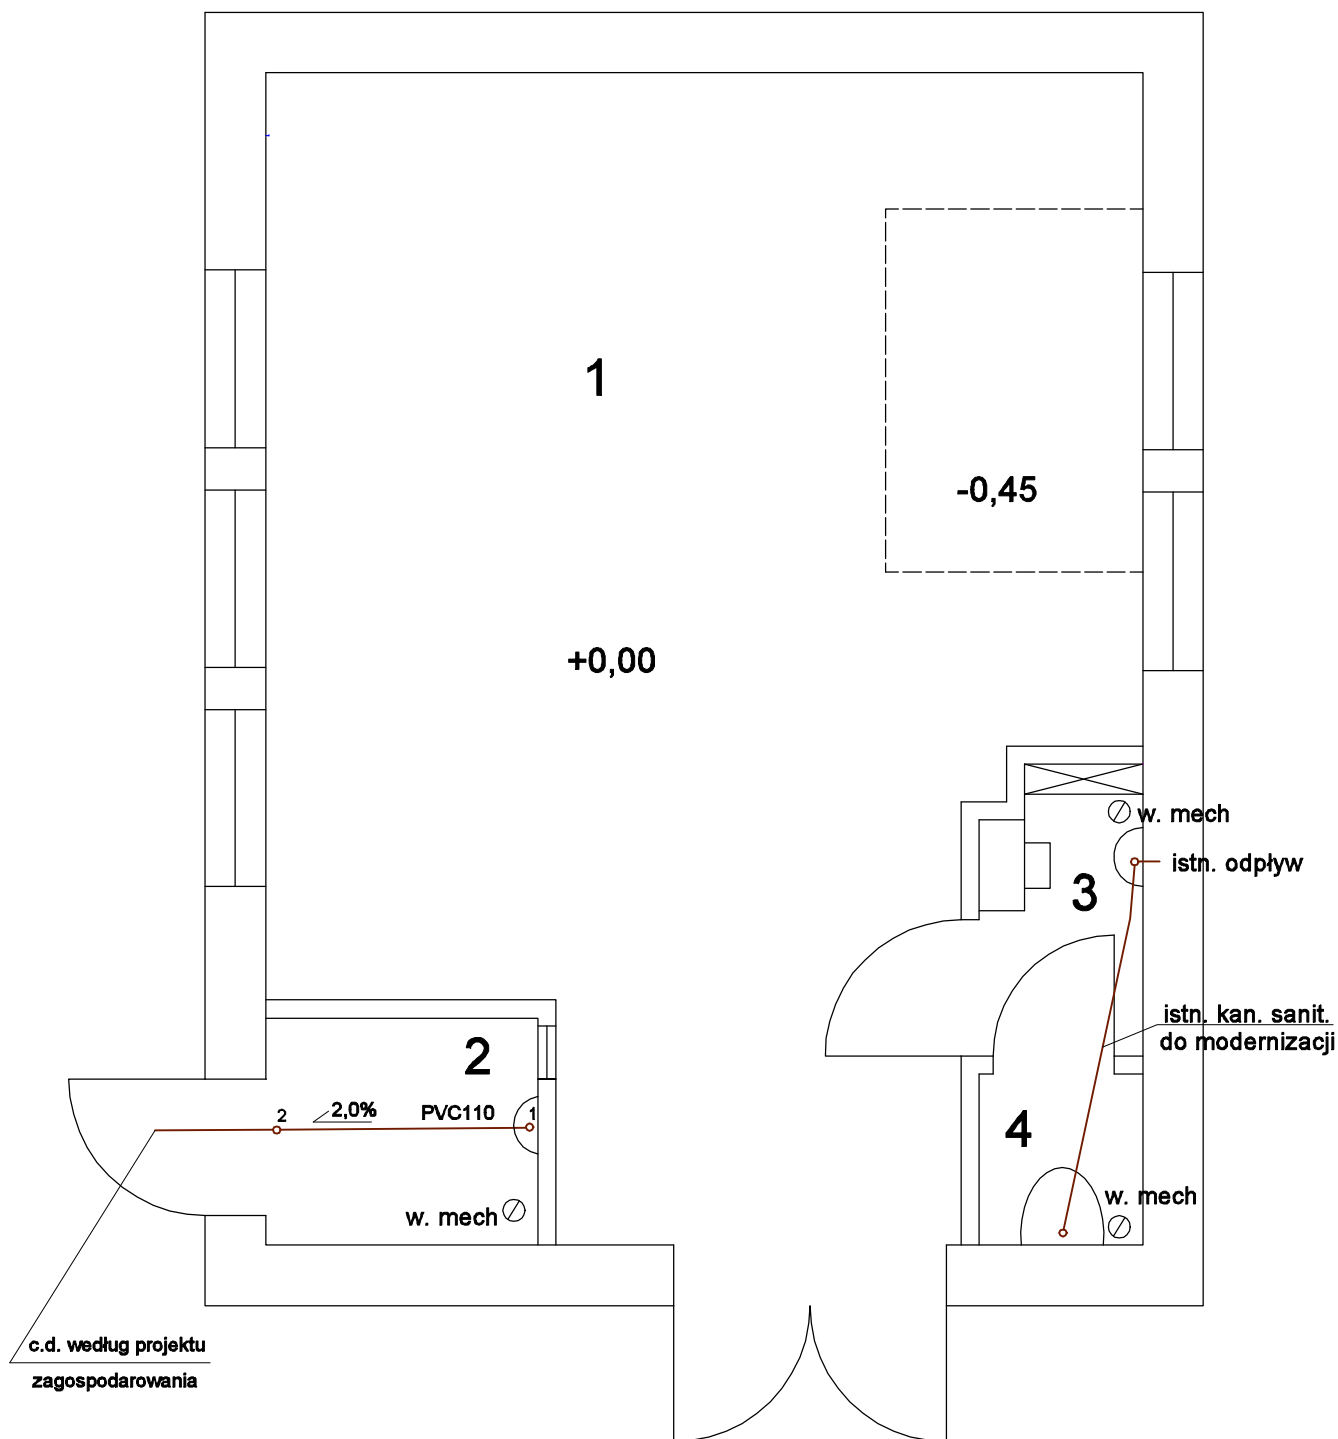 1
-0,45
+0,00
w. mech
istn. odpływ
3
istn. kan. sanit.
do modernizacji
2
2
2,0%
PVC110
1
4
w. mech
w. mech
c.d. według projektu
zagospodarowania